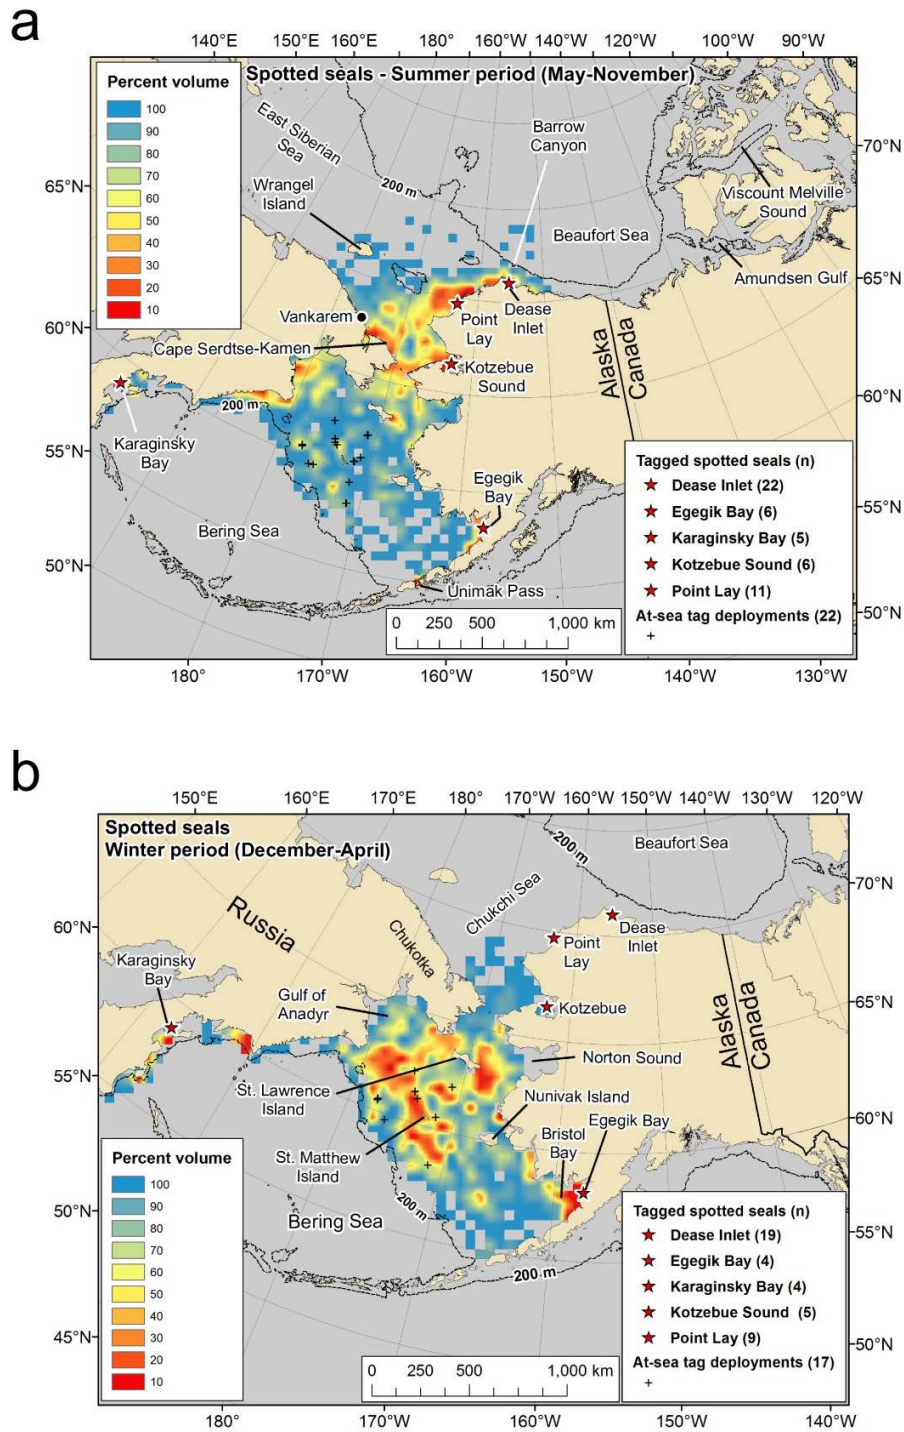 a
140°E 150°E 160°E 180° 160°W 140°W 120°W 100°W 90°W
Spotted seals - Summer period (May-November)
Percent volume
100
90
80
70
60
50
40
30
20
10
East Siberian
Sea
Barrow
Canyon
200 m
Wrangel
Island
Viscount Melville
Sound
Beaufort Sea
Amundsen Gulf
Vankarem
Point
Lay
Dease
Inlet
Cape Serdtse-Kamen
Kotzebue
Sound
Alaska
Canada
200 m
Karaginsky
Bay
Egegik
Bay
Bering Sea
Unimak Pass
65°N
60°N
55°N
50°N
70°N
65°N
60°N
55°N
50°N
Tagged spotted seals (n)
Dease Inlet (22)
Egegik Bay (6)
Karaginsky Bay (5)
Kotzebue Sound (6)
Point Lay (11)
At-sea tag deployments (22)
0 250 500 1,000 km
180° 170°W 160°W 150°W 140°W 130°W
b
150°E 160°E 170°E 180° 170°W 160°W 150°W 140°W 130°W 120°W
Spotted seals
Winter period (December-April)
200 m
Beaufort Sea
Chukchi Sea
Russia
Chukotka
Point
Lay
Dease
Inlet
Karaginsky
Bay
Gulf of
Anadyr
Kotzebue
Alaska
Canada
Norton Sound
St. Lawrence
Island
Nunivak Island
Egegik Bay
Bristol
Bay
St. Matthew
Island
200 m
Bering Sea
200 m
60°N
55°N
50°N
45°N
70°N
65°N
60°N
55°N
50°N
Percent volume
100
90
80
70
60
50
40
30
20
10
Tagged spotted seals (n)
Dease Inlet (19)
Egegik Bay (4)
Karaginsky Bay (4)
Kotzebue Sound (5)
Point Lay (9)
At-sea tag deployments (17)
0 250 500 1,000 km
180° 170°W 160°W 150°W 140°W